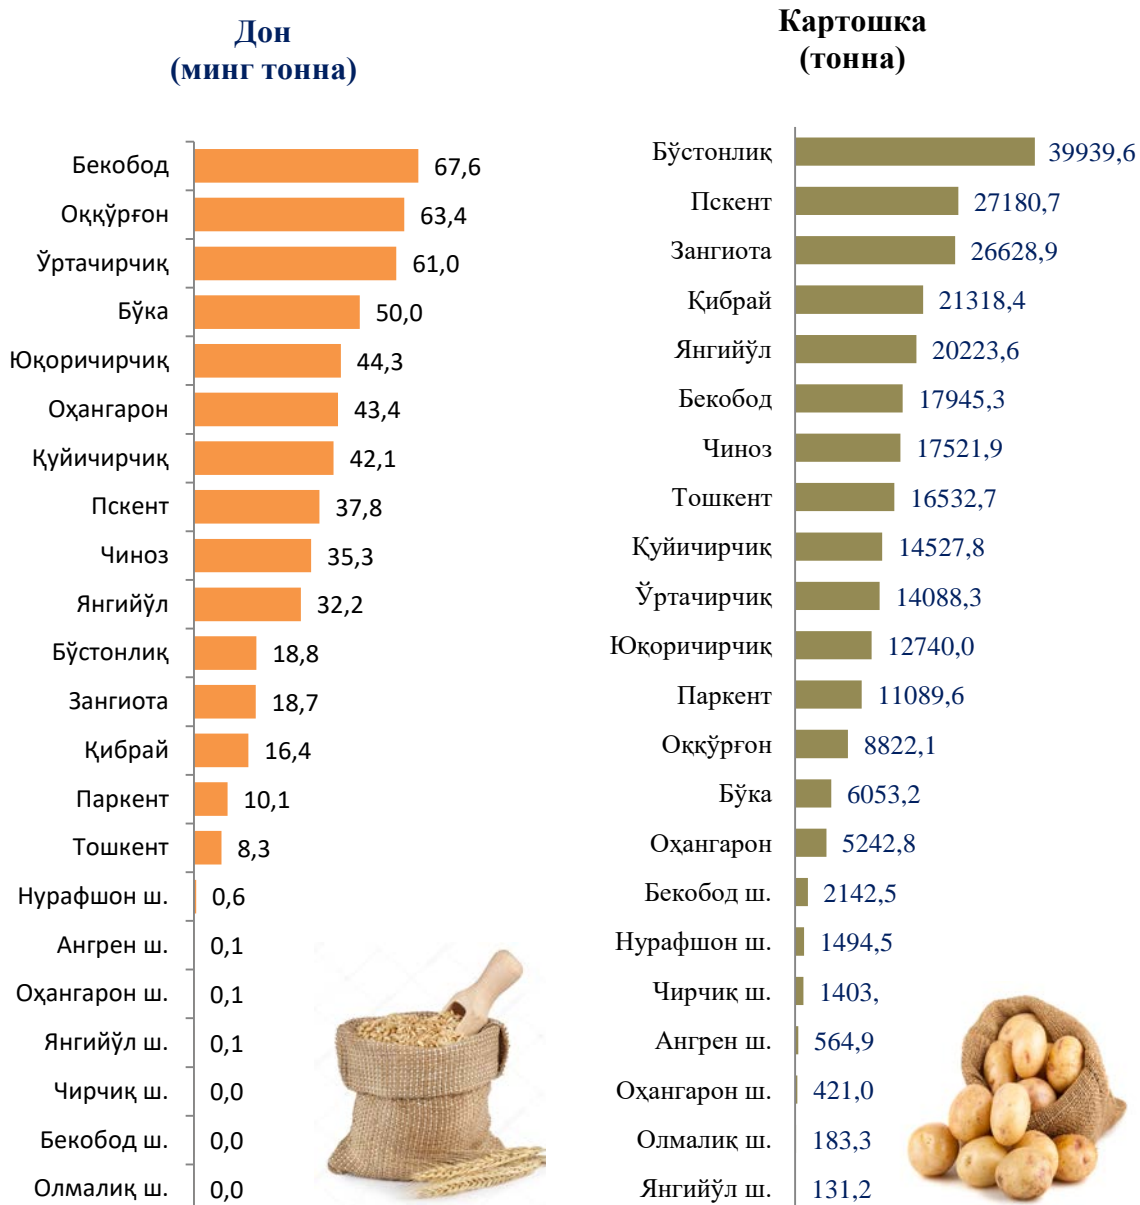 Дон
(минг тонна)
Бекобод 67,6
Оққўрғон 63,4
Ўртачирчиқ 61,0
Бўка 50,0
Юқоричирчиқ 44,3
Оҳангарон 43,4
Қуйичирчиқ 42,1
Пскент 37,8
Чиноз 35,3
Янгийўл 32,2
Бўстонлиқ 18,8
Зангиота 18,7
Қибрай 16,4
Паркент 10,1
Тошкент 8,3
Нурафшон ш. 0,6
Ангрен ш. 0,1
Оҳангарон ш. 0,1
Янгийўл ш. 0,1
Чирчиқ ш. 0,0
Бекобод ш. 0,0
Олмалиқ ш. 0,0
Картошка
(тонна)
Бўстонлиқ 39939,6
Пскент 27180,7
Зангиота 26628,9
Қибрай 21318,4
Янгийўл 20223,6
Бекобод 17945,3
Чиноз 17521,9
Тошкент 16532,7
Қуйичирчиқ 14527,8
Ўртачирчиқ 14088,3
Юқоричирчиқ 12740,0
Паркент 11089,6
Оққўрғон 8822,1
Бўка 6053,2
Оҳангарон 5242,8
Бекобод ш. 2142,5
Нурафшон ш. 1494,5
Чирчиқ ш. 1403,
Ангрен ш. 564,9
Оҳангарон ш. 421,0
Олмалиқ ш. 183,3
Янгийўл ш. 131,2